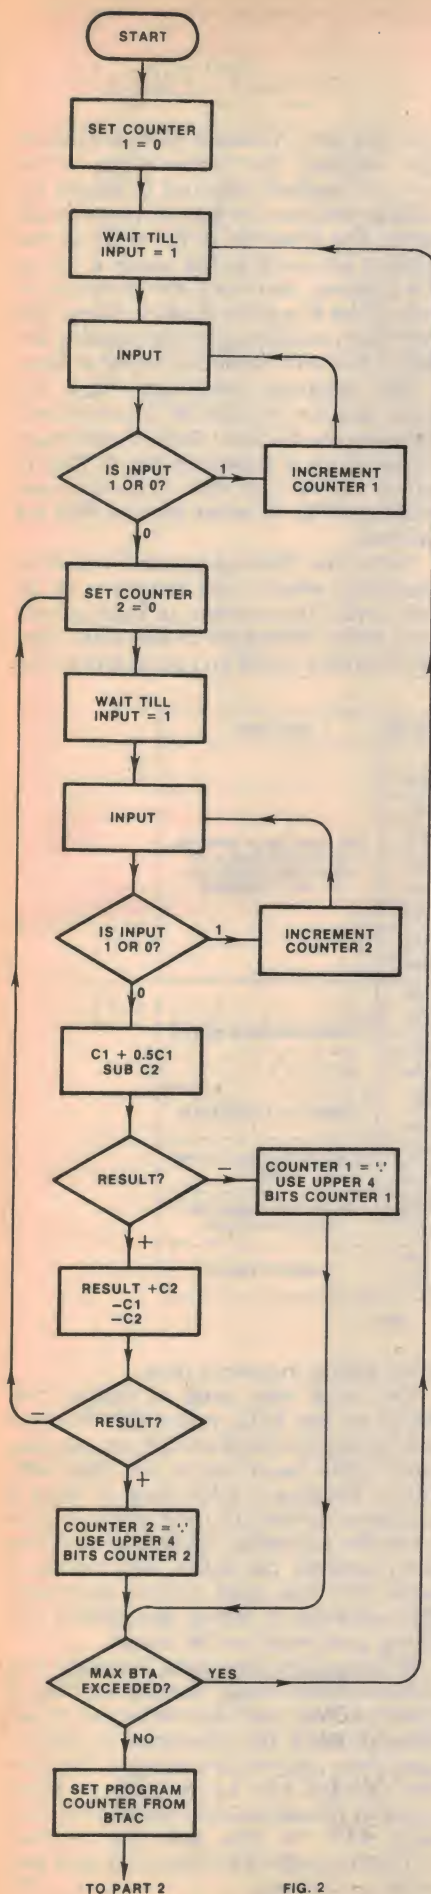 START
SET COUNTER
1 = 0
WAIT TILL
INPUT = 1
INPUT
IS INPUT
1 OR 0?
1
INCREMENT
COUNTER 1
0
SET COUNTER
2 = 0
WAIT TILL
INPUT = 1
INPUT
IS INPUT
1 OR 0?
1
INCREMENT
COUNTER 2
0
C1 + 0.5C1
SUB C2
RESULT?
−
COUNTER 1 = '.'
USE UPPER 4
BITS COUNTER 1
+
RESULT +C2
−C1
−C2
−
RESULT?
+
COUNTER 2 = '.'
USE UPPER 4
BITS COUNTER 2
MAX BTA
EXCEEDED?
YES
NO
SET PROGRAM
COUNTER FROM
BTAC
TO PART 2
FIG. 2